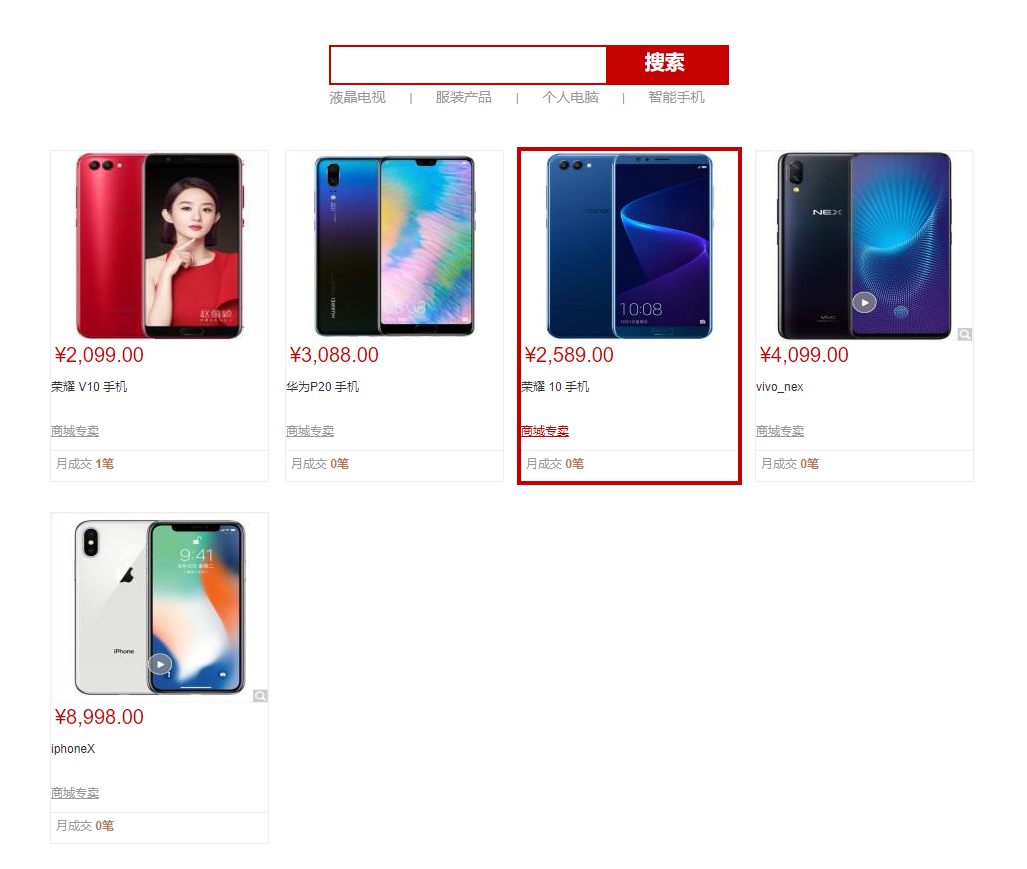 搜索
液晶电视 | 服装产品 | 个人电脑 | 智能手机
赵丽颖
honor
10:08
NEX
vivo
¥2,099.00
¥3,088.00
¥2,589.00
¥4,099.00
荣耀 V10 手机
华为P20 手机
荣耀 10 手机
vivo_nex
商城专卖
商城专卖
商城专卖
商城专卖
月成交 1笔
月成交 0笔
月成交 0笔
月成交 0笔
9:41
iPhone
¥8,998.00
iphoneX
商城专卖
月成交 0笔